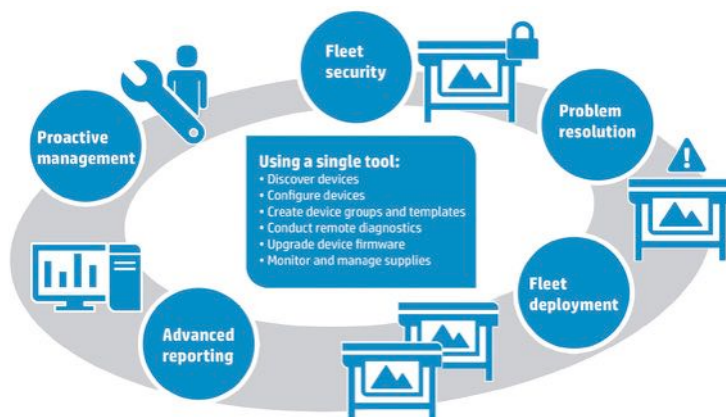 Fleet
security
Problem
resolution
Proactive
management
Using a single tool:
• Discover devices
• Configure devices
• Create device groups and templates
• Conduct remote diagnostics
• Upgrade device firmware
• Monitor and manage supplies
Fleet
deployment
Advanced
reporting